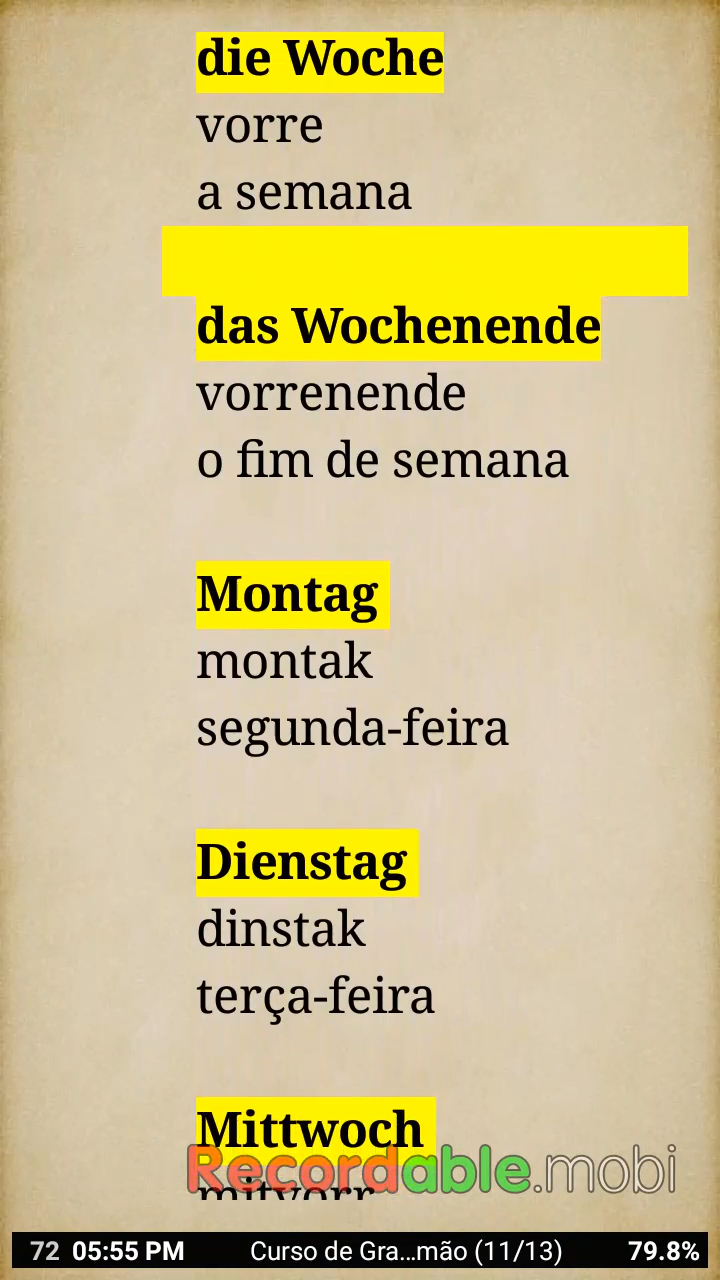 die Woche
vorre
a semana
das Wochenende
vorrenende
o fim de semana
Montag
montak
segunda-feira
Dienstag
dinstak
terça-feira
Mittwoch
mitvorr
Recordable.mobi
72 05:55 PM Curso de Gra…mão (11/13) 79.8%